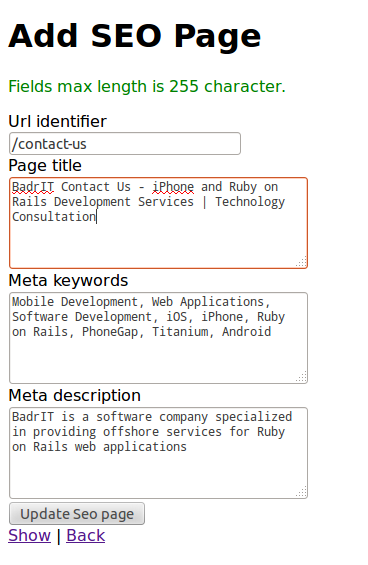 Add SEO Page
Fields max length is 255 character.
Url identifier
/contact-us
Page title
BadrIT Contact Us - iPhone and Ruby on
Rails Development Services | Technology
Consultation
Meta keywords
Mobile Development, Web Applications,
Software Development, iOS, iPhone, Ruby
on Rails, PhoneGap, Titanium, Android
Meta description
BadrIT is a software company specialized
in providing offshore services for Ruby
on Rails web applications
Update Seo page
Show | Back